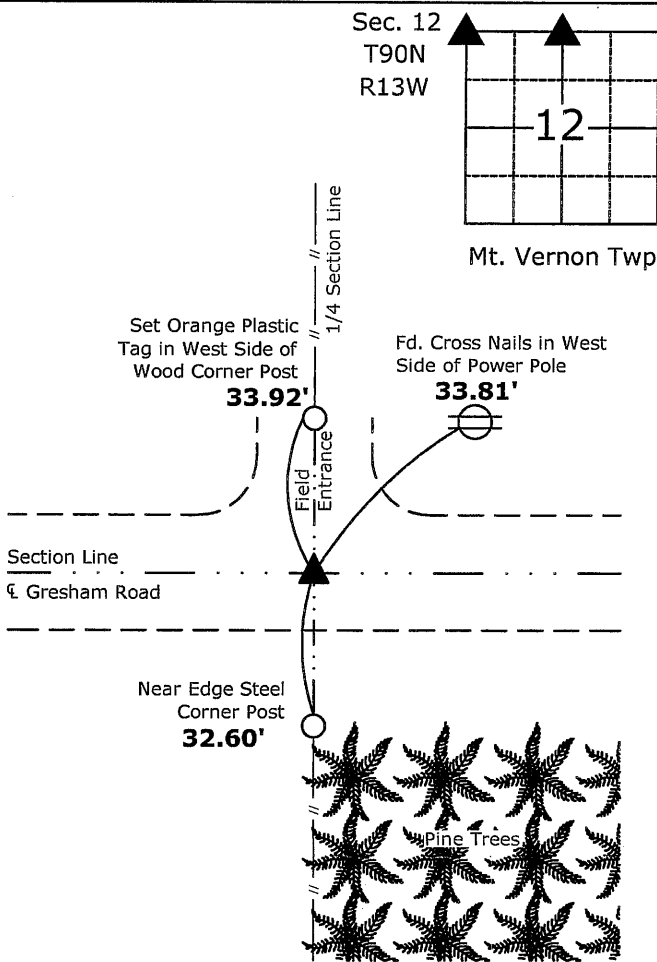 Sec. 12
T90N
R13W
12
Mt. Vernon Twp
1/4 Section Line
Set Orange Plastic
Tag in West Side of
Wood Corner Post
33.92'
Fd. Cross Nails in West
Side of Power Pole
33.81'
Field
Entrance
Section Line
℄ Gresham Road
Near Edge Steel
Corner Post
32.60'
Pine Trees